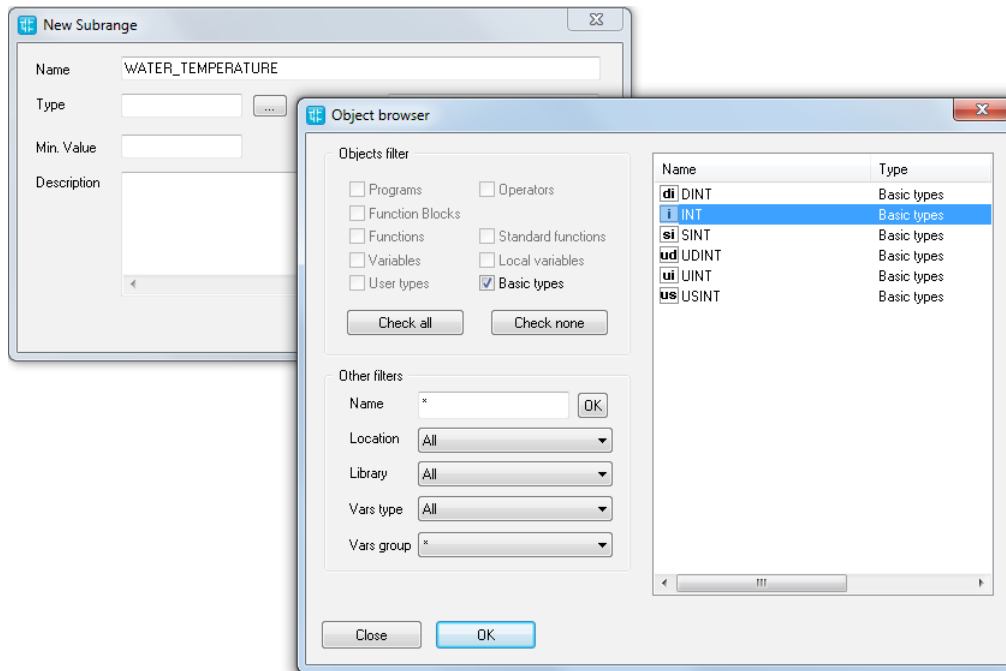 New Subrange
Name WATER_TEMPERATURE
Type ...
Min. Value
Description
Object browser
Objects filter
Programs Operators
Function Blocks
Functions Standard functions
Variables Local variables
User types Basic types
Check all Check none
Other filters
Name * OK
Location All
Library All
Vars type All
Vars group *
Close OK
Name Type
di DINT Basic types
i INT Basic types
si SINT Basic types
ud UDINT Basic types
ui UINT Basic types
us USINT Basic types